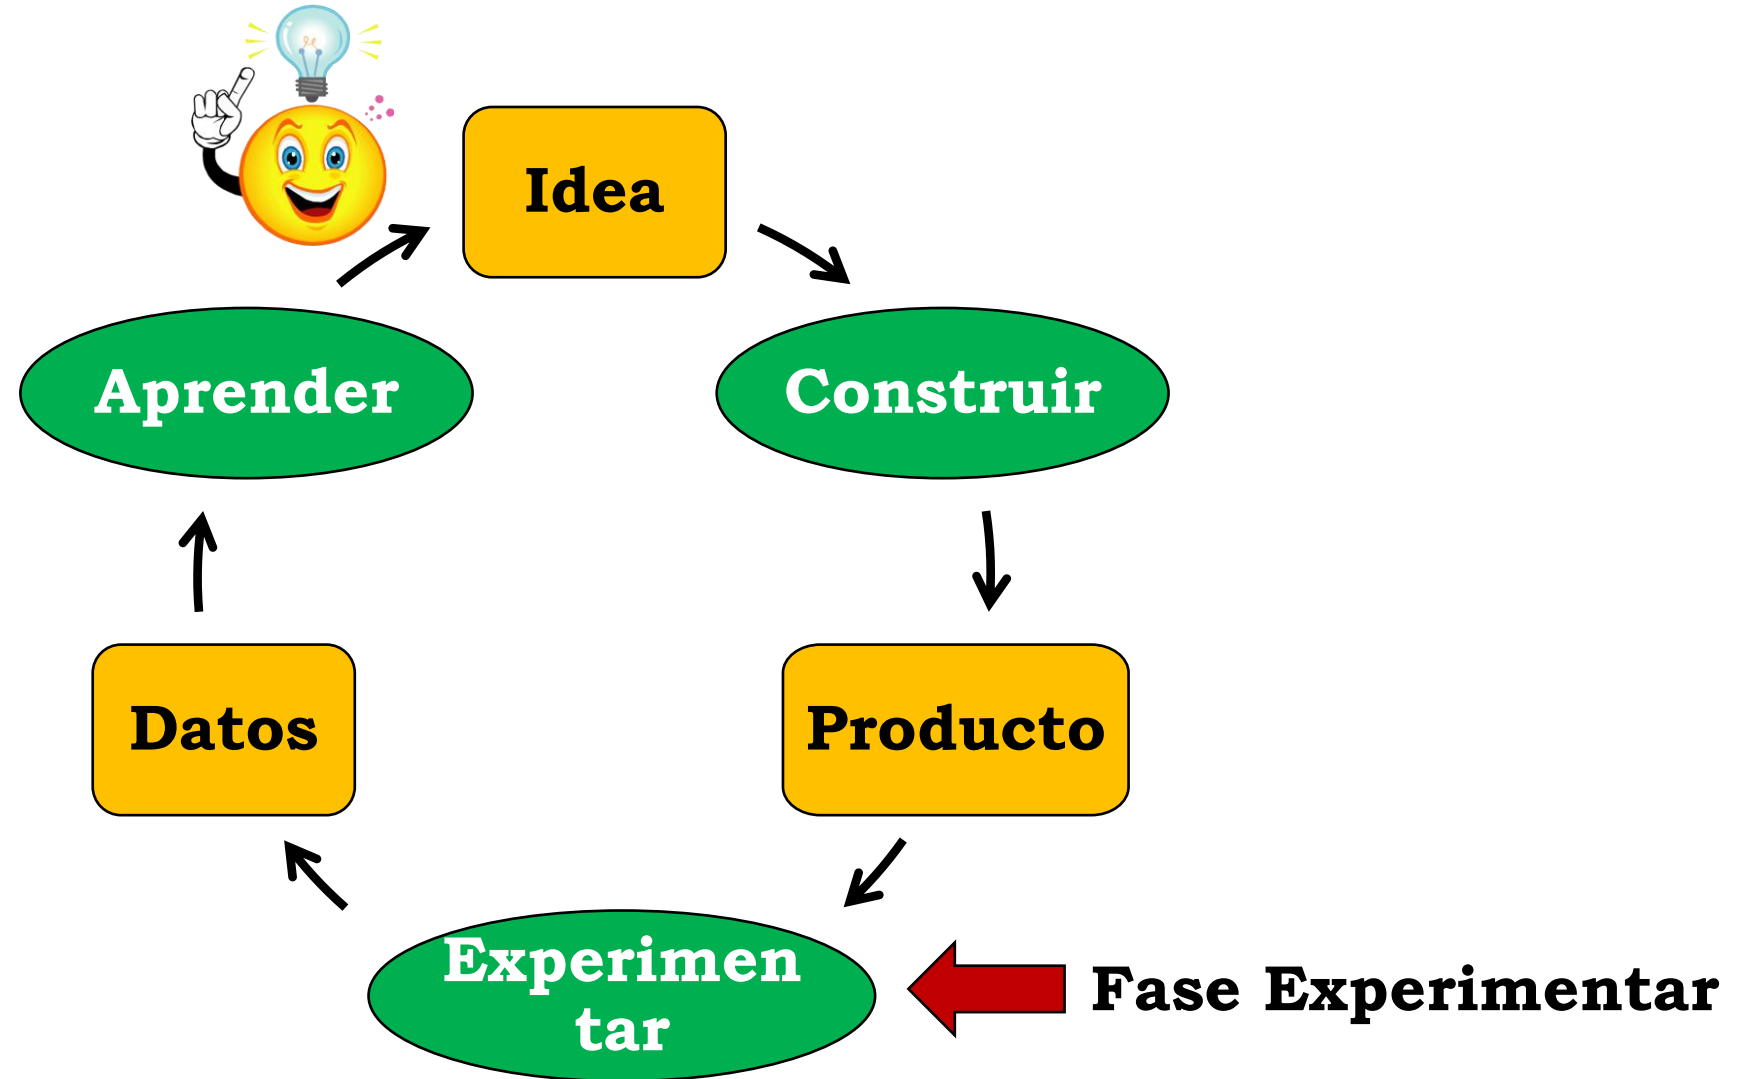 Idea
Aprender
Construir
Datos
Producto
Experimen
tar
Fase Experimentar